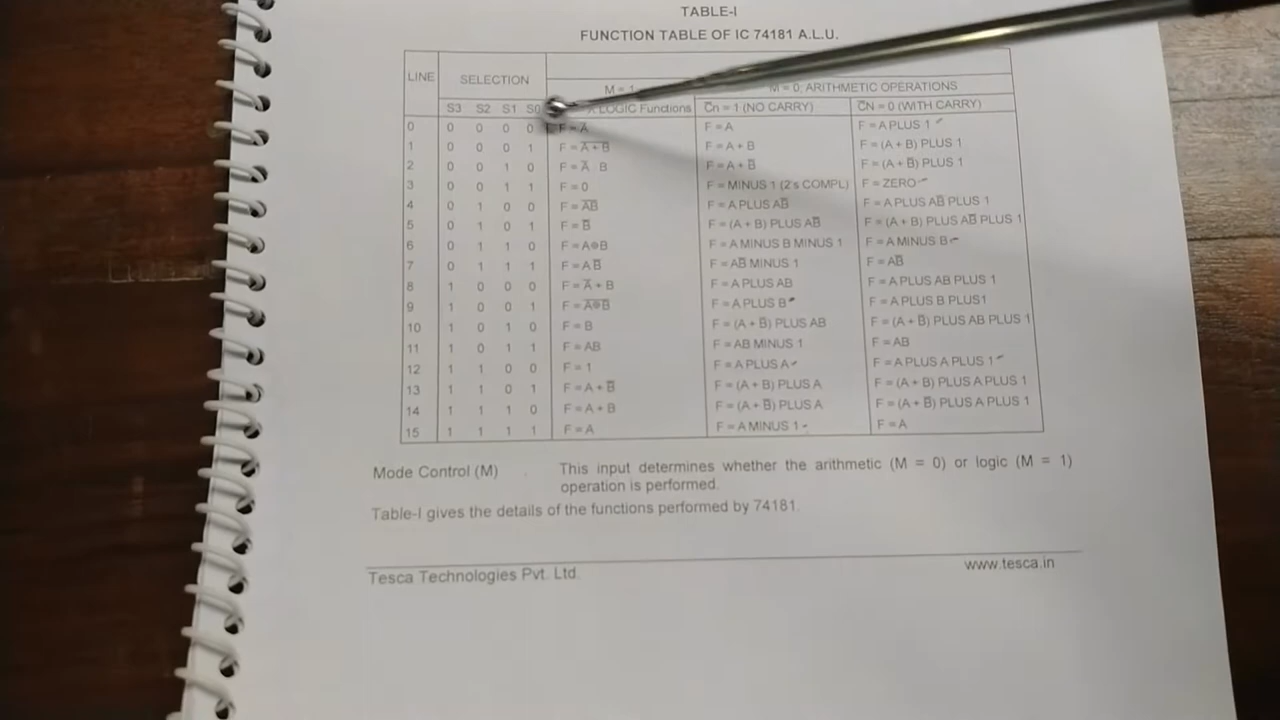 TABLE-I
FUNCTION TABLE OF IC 74181 A.L.U.
LINE SELECTION M = 1 M = 0; ARITHMETIC OPERATIONS
S3 S2 S1 S0 LOGIC Functions C̅n = 1 (NO CARRY) C̅N = 0 (WITH CARRY)
0 0 0 0 0 F = A̅ F = A F = A PLUS 1
1 0 0 0 1 F = A̅ + B̅ F = A + B F = (A + B) PLUS 1
2 0 0 1 0 F = A̅ B F = A + B̅ F = (A + B̅) PLUS 1
3 0 0 1 1 F = 0 F = MINUS 1 (2's COMPL) F = ZERO
4 0 1 0 0 F = A̅B̅ F = A PLUS AB̅ F = A PLUS AB̅ PLUS 1
5 0 1 0 1 F = B̅ F = (A + B) PLUS AB̅ F = (A + B) PLUS AB̅ PLUS 1
6 0 1 1 0 F = A⊕B F = A MINUS B MINUS 1 F = A MINUS B
7 0 1 1 1 F = AB̅ F = AB̅ MINUS 1 F = AB̅
8 1 0 0 0 F = A̅ + B F = A PLUS AB F = A PLUS AB PLUS 1
9 1 0 0 1 F = A̅⊕B̅ F = A PLUS B F = A PLUS B PLUS1
10 1 0 1 0 F = B F = (A + B̅) PLUS AB F = (A + B̅) PLUS AB PLUS 1
11 1 0 1 1 F = AB F = AB MINUS 1 F = AB
12 1 1 0 0 F = 1 F = A PLUS A F = A PLUS A PLUS 1
13 1 1 0 1 F = A + B̅ F = (A + B) PLUS A F = (A + B) PLUS A PLUS 1
14 1 1 1 0 F = A + B F = (A + B̅) PLUS A F = (A + B̅) PLUS A PLUS 1
15 1 1 1 1 F = A F = A MINUS 1 F = A
Mode Control (M) This input determines whether the arithmetic (M = 0) or logic (M = 1)
operation is performed.
Table-I gives the details of the functions performed by 74181.
Tesca Technologies Pvt. Ltd. www.tesca.in